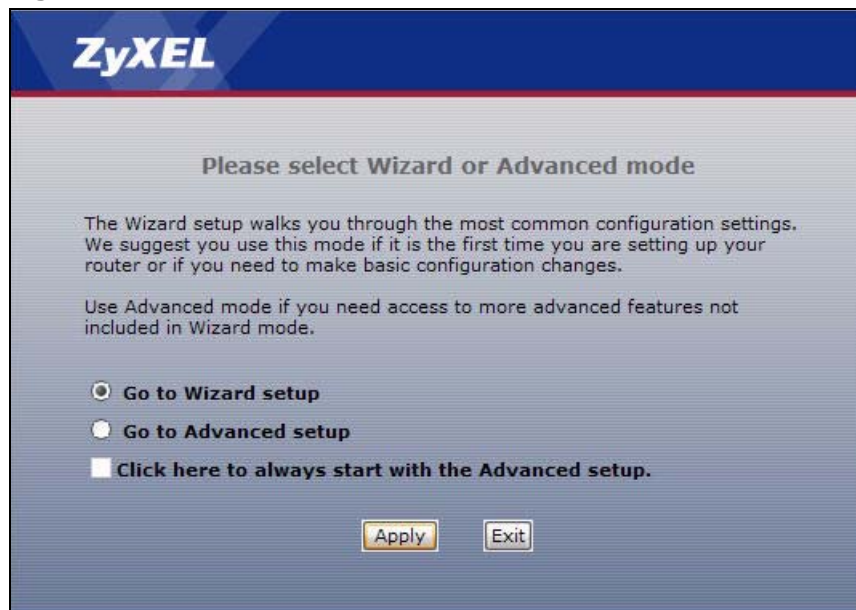 ZyXEL
Please select Wizard or Advanced mode
The Wizard setup walks you through the most common configuration settings.
We suggest you use this mode if it is the first time you are setting up your
router or if you need to make basic configuration changes.
Use Advanced mode if you need access to more advanced features not
included in Wizard mode.
Go to Wizard setup
Go to Advanced setup
Click here to always start with the Advanced setup.
Apply Exit